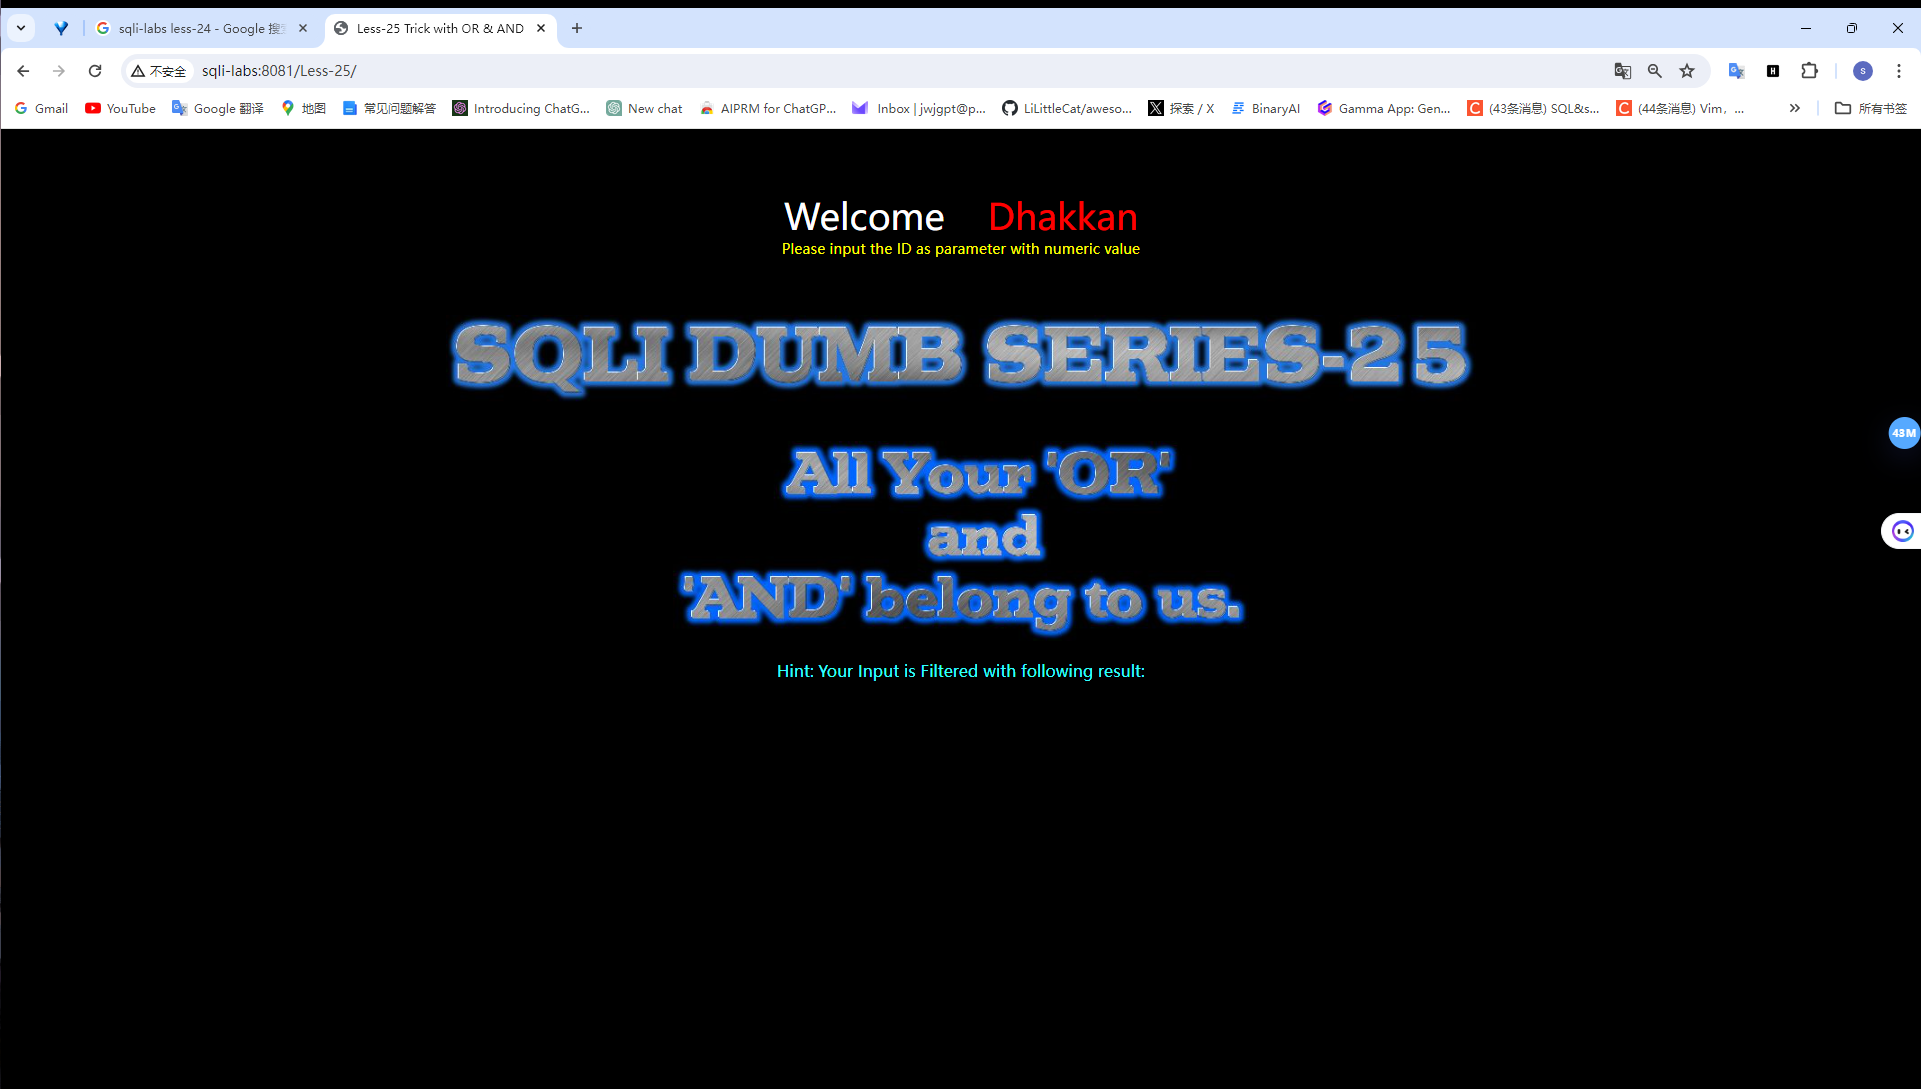 sqli-labs less-24 - Google 搜
Less-25 Trick with OR & AND
不安全
sqli-labs:8081/Less-25/
S
Gmail
YouTube
Google 翻译
地图
常见问题解答
Introducing ChatG...
New chat
AIPRM for ChatGP...
Inbox | jwjgpt@p...
LiLittleCat/aweso...
探索 / X
BinaryAI
Gamma App: Gen...
(43条消息) SQL&s...
(44条消息) Vim，...
所有书签
Welcome Dhakkan
Please input the ID as parameter with numeric value
SQLI DUMB SERIES-25
All Your 'OR'
and
'AND' belong to us.
Hint: Your Input is Filtered with following result:
43M